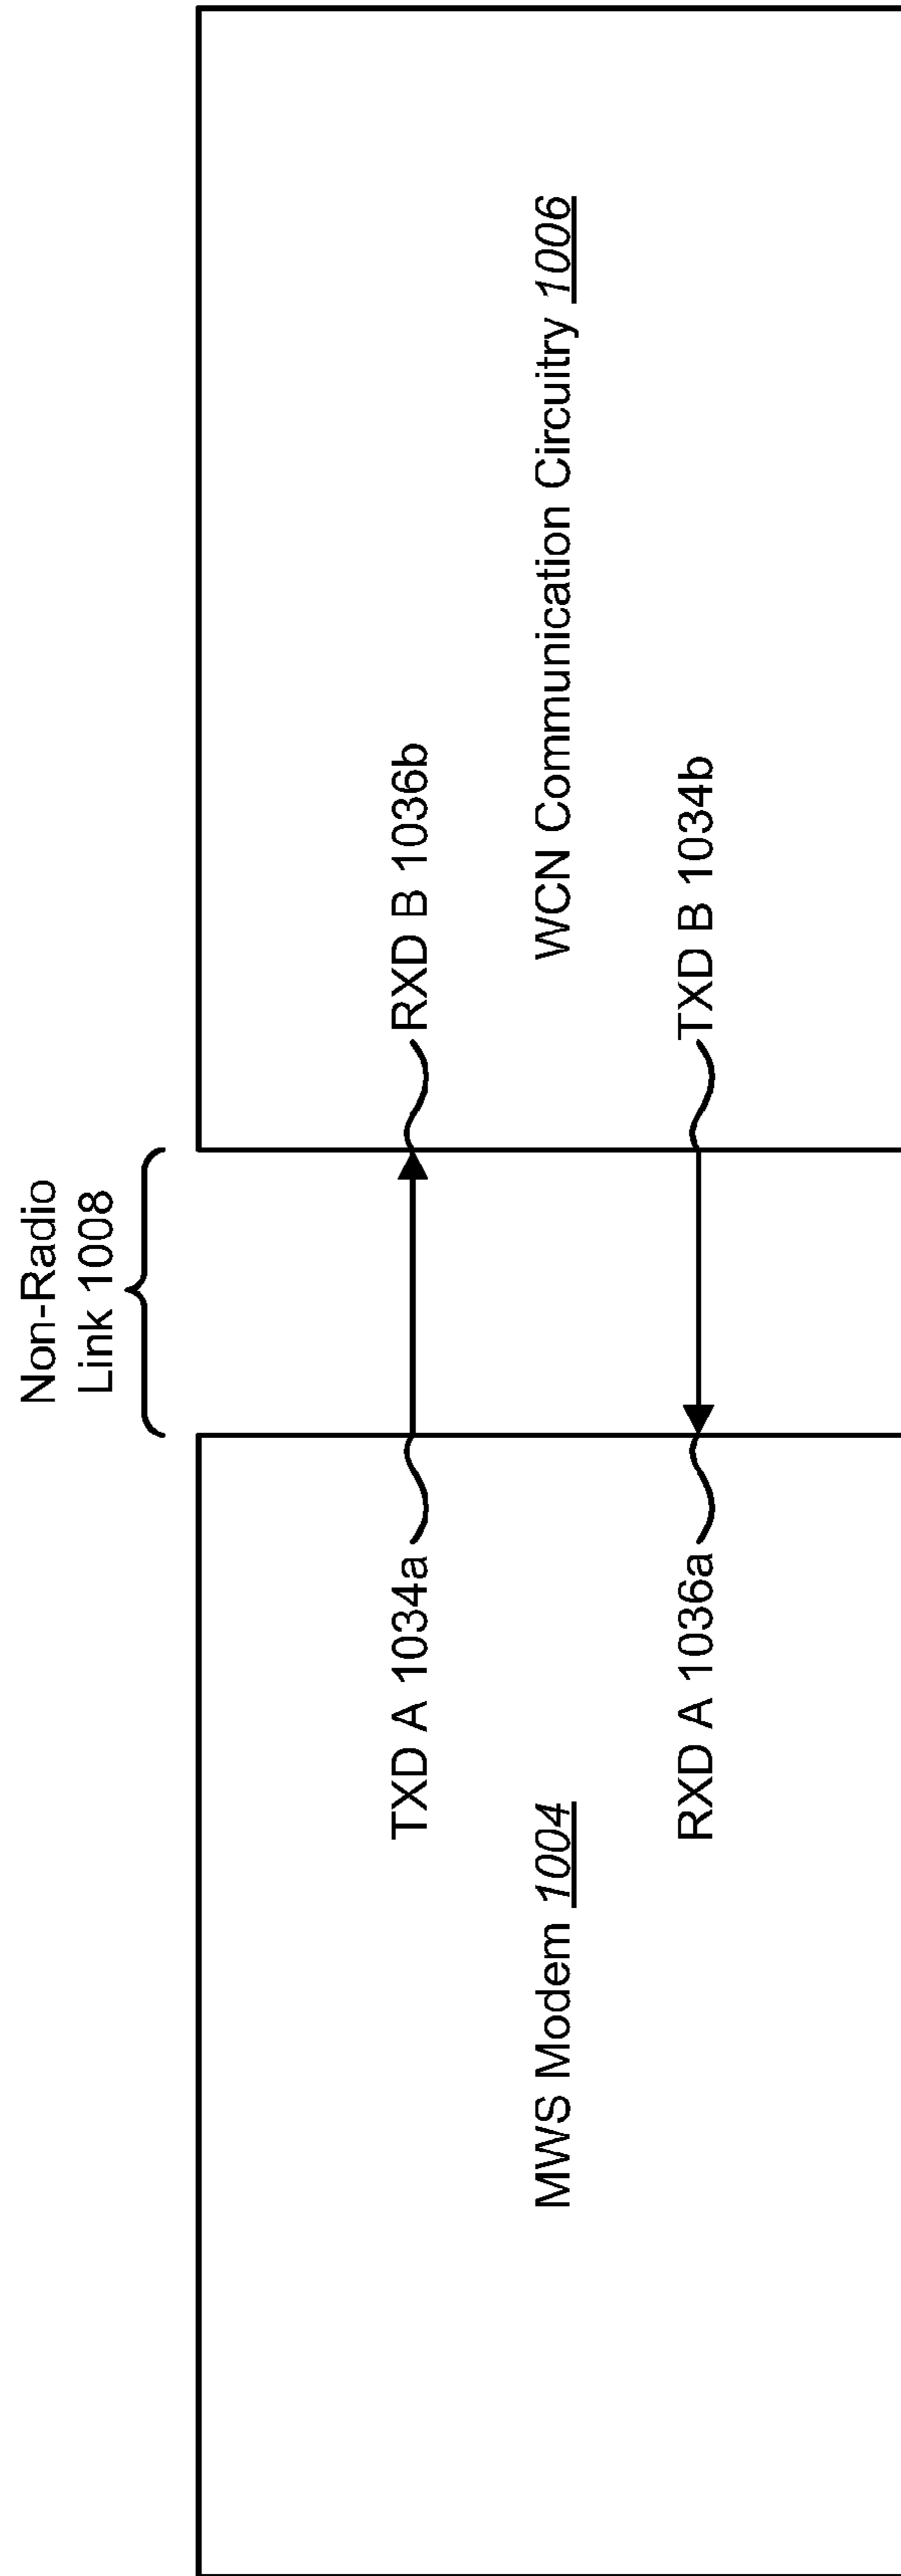 Non-Radio
Link 1008
TXD A 1034a
RXD B 1036b
MWS Modem 1004
WCN Communication Circuitry 1006
RXD A 1036a
TXD B 1034b